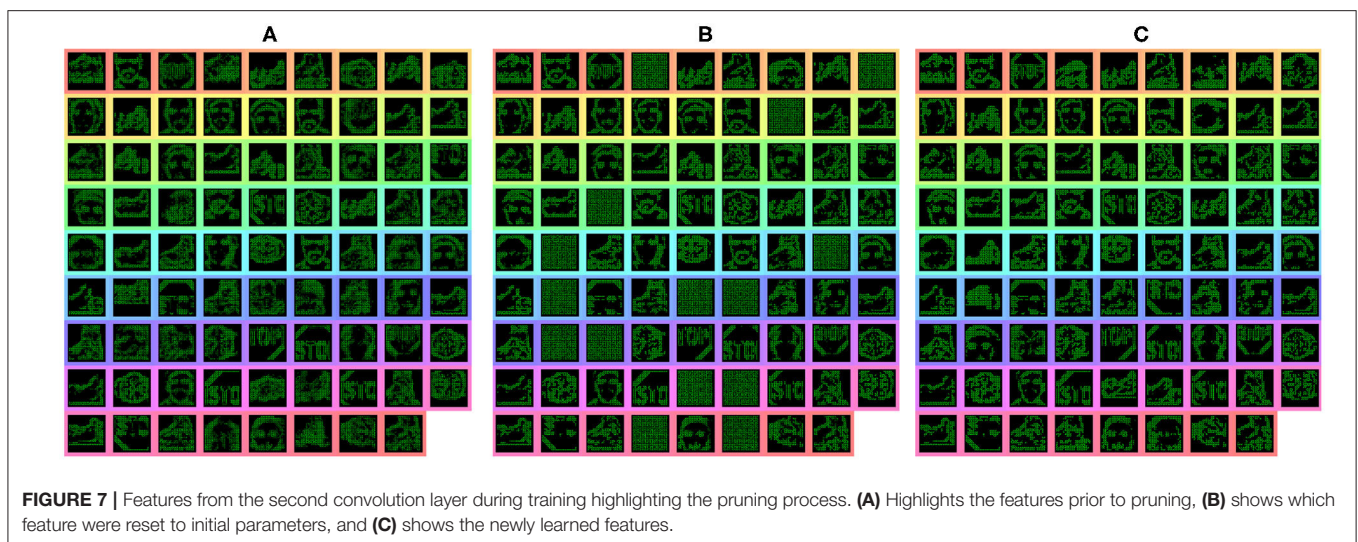 A B C
FIGURE 7 | Features from the second convolution layer during training highlighting the pruning process. (A) Highlights the features prior to pruning, (B) shows which
feature were reset to initial parameters, and (C) shows the newly learned features.